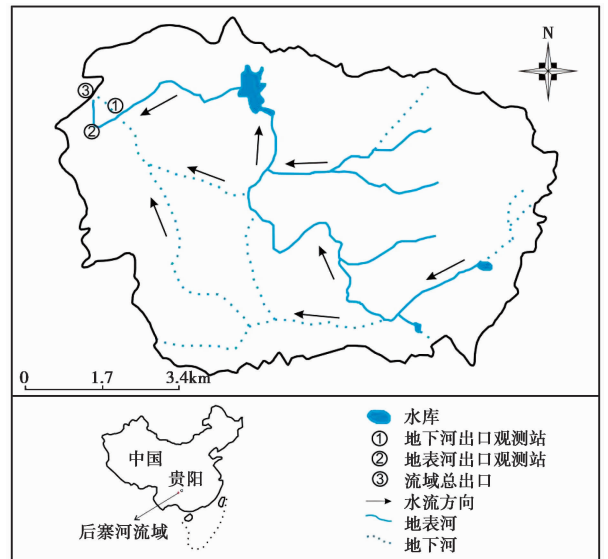 N
③
①
②
0 1.7 3.4km
中国
贵阳
后寨河流域
水库
① 地下河出口观测站
② 地表河出口观测站
③ 流域总出口
水流方向
地表河
地下河